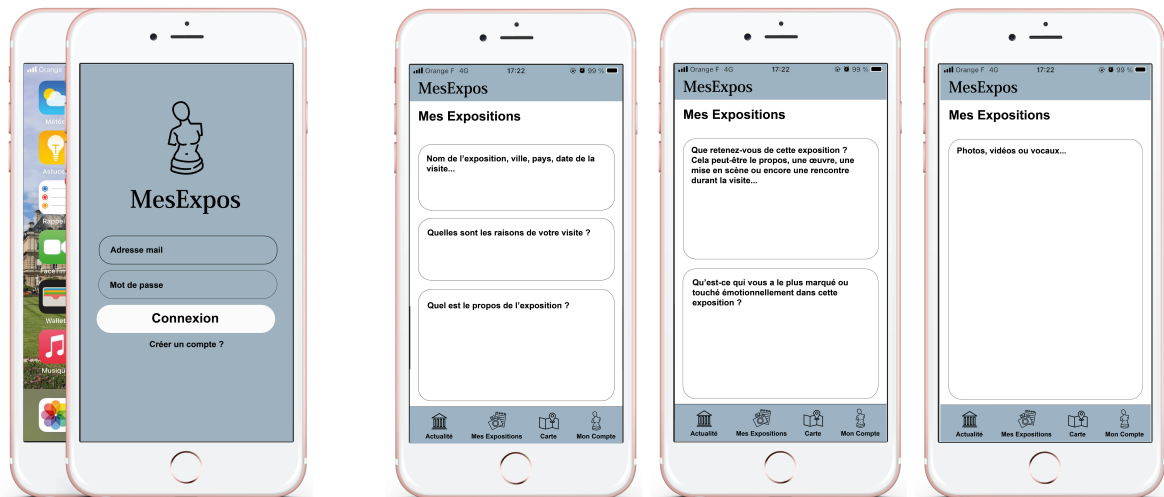 Orange
Météo
Astuces
Rappels
FaceTime
Wallet
Musique
MesExpos
Adresse mail
Mot de passe
Connexion
Créer un compte ?
Orange F 4G 17:22 99 %
MesExpos
Mes Expositions
Nom de l'exposition, ville, pays, date de la
visite...
Quelles sont les raisons de votre visite ?
Quel est le propos de l'exposition ?
Actualité Mes Expositions Carte Mon Compte
Orange F 4G 17:22 99 %
MesExpos
Mes Expositions
Que retenez-vous de cette exposition ?
Cela peut-être le propos, une œuvre, une
mise en scène ou encore une rencontre
durant la visite...
Qu'est-ce qui vous a le plus marqué ou
touché émotionnellement dans cette
exposition ?
Actualité Mes Expositions Carte Mon Compte
Orange F 4G 17:22 99 %
MesExpos
Mes Expositions
Photos, vidéos ou vocaux...
Actualité Mes Expositions Carte Mon Compte